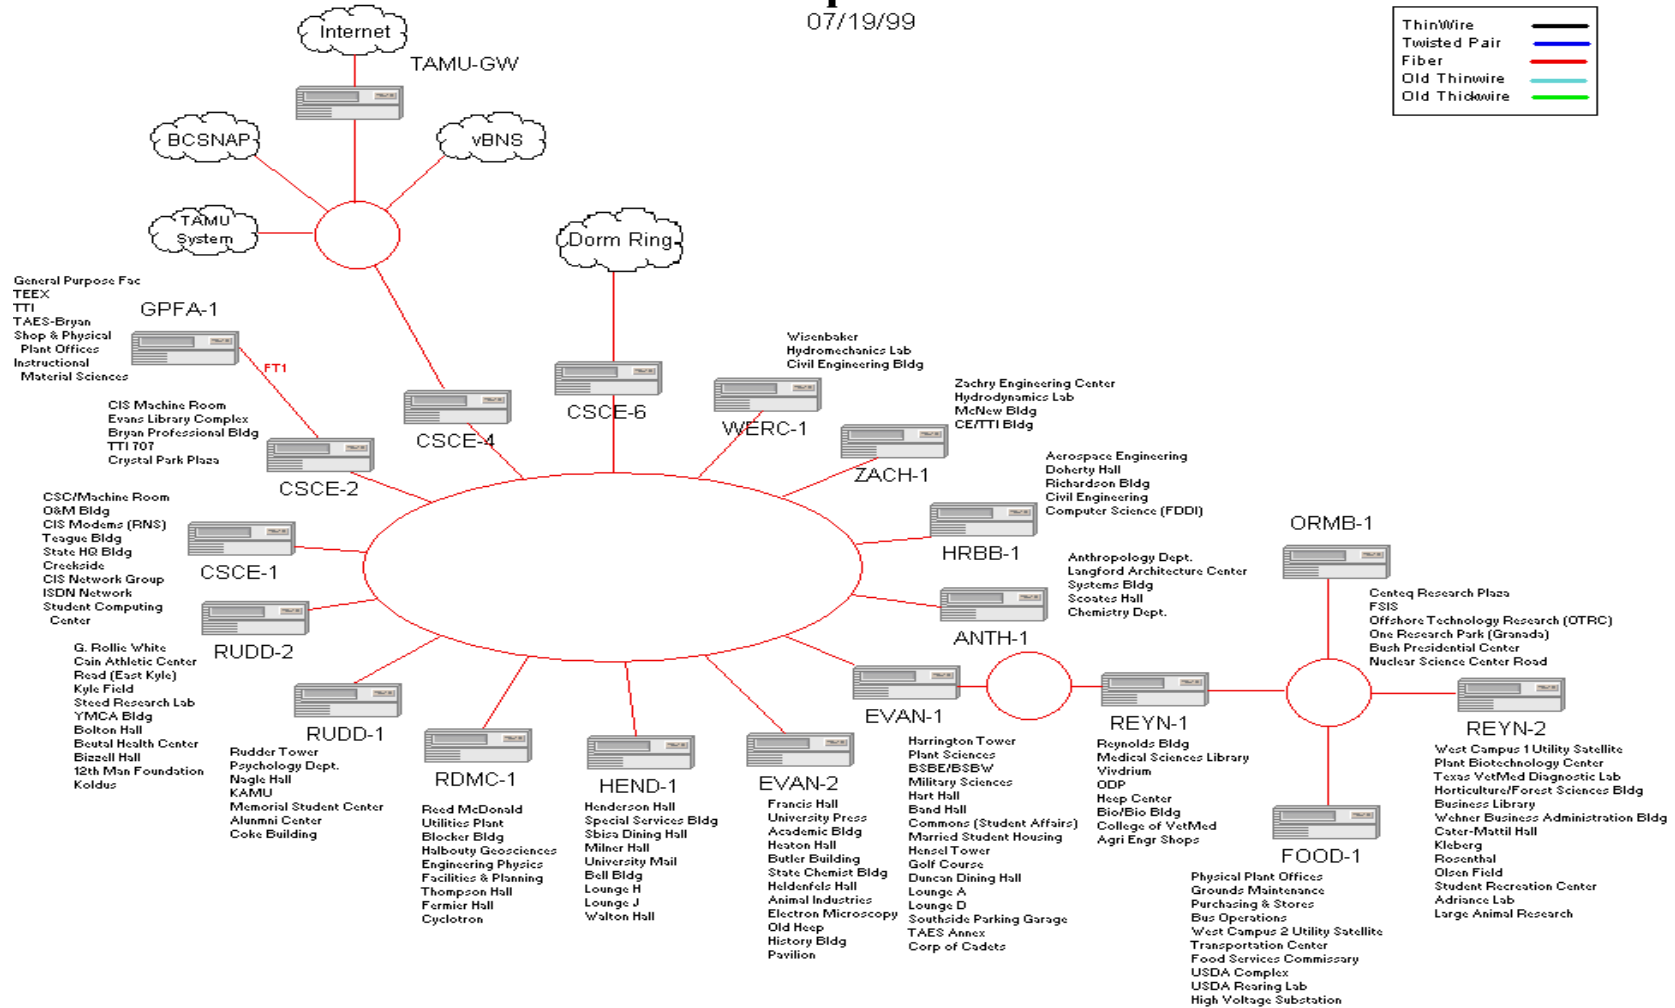 07/19/99
ThinWire
Twisted Pair
Fiber
Old Thinwire
Old Thickwire
Internet
TAMU-GW
BCSNAP
vBNS
TAMU
System
Dorm Ring
General Purpose Fac
TEEX
TTI
TAES-Bryan
Shop & Physical
Plant Offices
Instructional
Material Sciences
GPFA-1
FT1
CIS Machine Room
Evans Library Complex
Bryan Professional Bldg
TTI 707
Crystal Park Plaza
CSCE-2
CSCE-4
CSCE-6
Wisenbaker
Hydromechanics Lab
Civil Engineering Bldg
WERC-1
Zachry Engineering Center
Hydrodynamics Lab
McNew Bldg
CE/TTI Bldg
ZACH-1
Aerospace Engineering
Doherty Hall
Richardson Bldg
Civil Engineering
Computer Science (FDDI)
HRBB-1
CSC/Machine Room
O&M Bldg
CIS Modems (RNS)
Teague Bldg
State HQ Bldg
Creekside
CIS Network Group
ISDN Network
Student Computing
Center
CSCE-1
Anthropology Dept.
Langford Architecture Center
Systems Bldg
Scoates Hall
Chemistry Dept.
ANTH-1
ORMB-1
Centeq Research Plaza
FSIS
Offshore Technology Research (OTRC)
One Research Park (Granada)
Bush Presidential Center
Nuclear Science Center Road
RUDD-2
G. Rollie White
Cain Athletic Center
Read (East Kyle)
Kyle Field
Steed Research Lab
YMCA Bldg
Bolton Hall
Beutal Health Center
Bizzell Hall
12th Man Foundation
Koldus
RUDD-1
Rudder Tower
Psychology Dept.
Nagle Hall
KAMU
Memorial Student Center
Alunmni Center
Coke Building
RDMC-1
Reed McDonald
Utilities Plant
Blocker Bldg
Halbouty Geosciences
Engineering Physics
Facilities & Planning
Thompson Hall
Fermier Hall
Cyclotron
HEND-1
Henderson Hall
Special Services Bldg
Sbisa Dining Hall
Milner Hall
University Mail
Bell Bldg
Lounge H
Lounge J
Walton Hall
EVAN-2
Francis Hall
University Press
Academic Bldg
Heaton Hall
Butler Building
State Chemist Bldg
Heldenfels Hall
Animal Industries
Electron Microscopy
Old Heep
History Bldg
Pavilion
EVAN-1
Harrington Tower
Plant Sciences
BSBE/BSBW
Military Sciences
Hart Hall
Band Hall
Commons (Student Affairs)
Married Student Housing
Hensel Tower
Golf Course
Duncan Dining Hall
Lounge A
Lounge D
Southside Parking Garage
TAES Annex
Corp of Cadets
REYN-1
Reynolds Bldg
Medical Sciences Library
Vivdrium
ODP
Heep Center
Bio/Bio Bldg
College of VetMed
Agri Engr Shops
REYN-2
West Campus 1 Utility Satellite
Plant Biotechnology Center
Texas VetMed Diagnostic Lab
Horticulture/Forest Sciences Bldg
Business Library
Wehner Business Administration Bldg
Cater-Mattil Hall
Kleberg
Rosenthal
Olsen Field
Student Recreation Center
Adriance Lab
Large Animal Research
FOOD-1
Physical Plant Offices
Grounds Maintenance
Purchasing & Stores
Bus Operations
West Campus 2 Utility Satellite
Transportation Center
Food Services Commissary
USDA Complex
USDA Rearing Lab
High Voltage Substation